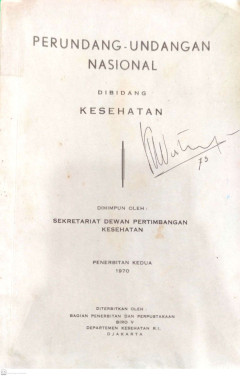 PERUNDANG-UNDANGAN
NASIONAL
DIBIDANG
KESEHATAN
73
DIHIMPUN OLEH:
SEKRETARIAT DEWAN PERTIMBANGAN
KESEHATAN
PENERBITAN KEDUA
1970
DITERBITKAN OLEH:
BAGIAN PENERBITAN DAN PERPUSTAKAAN
BIRO V
DEPARTEMEN KESEHATAN R.I.
DJAKARTA